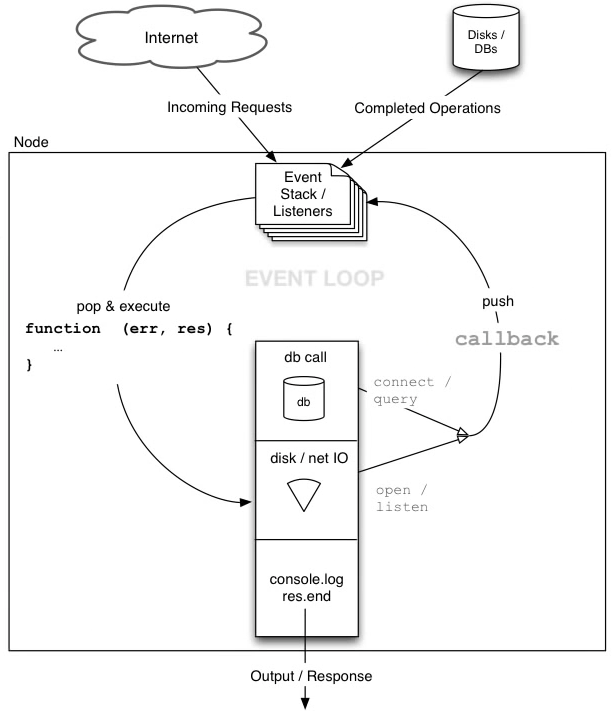 Internet
Disks /
DBs
Incoming Requests
Completed Operations
Node
Event
Stack /
Listeners
EVENT LOOP
pop & execute
function (err, res) {
...
}
push
callback
db call
db
connect /
query
disk / net IO
open /
listen
console.log
res.end
Output / Response